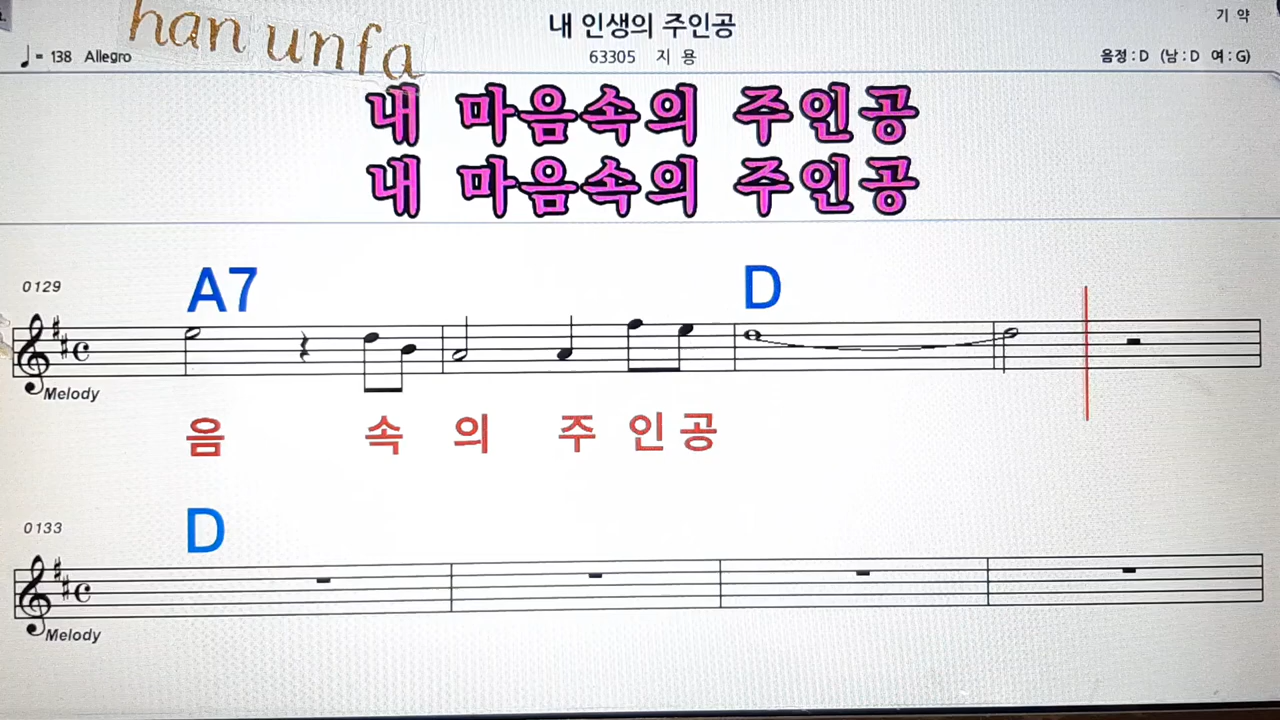 han unfa
내 인생의 주인공
기 약
♩= 138 Allegro
63305 지 용
음정 : D (남 : D 여 : G)
내 마음속의 주인공
내 마음속의 주인공
0129
A7 D
Melody
음 속 의 주 인 공
0133
D
Melody